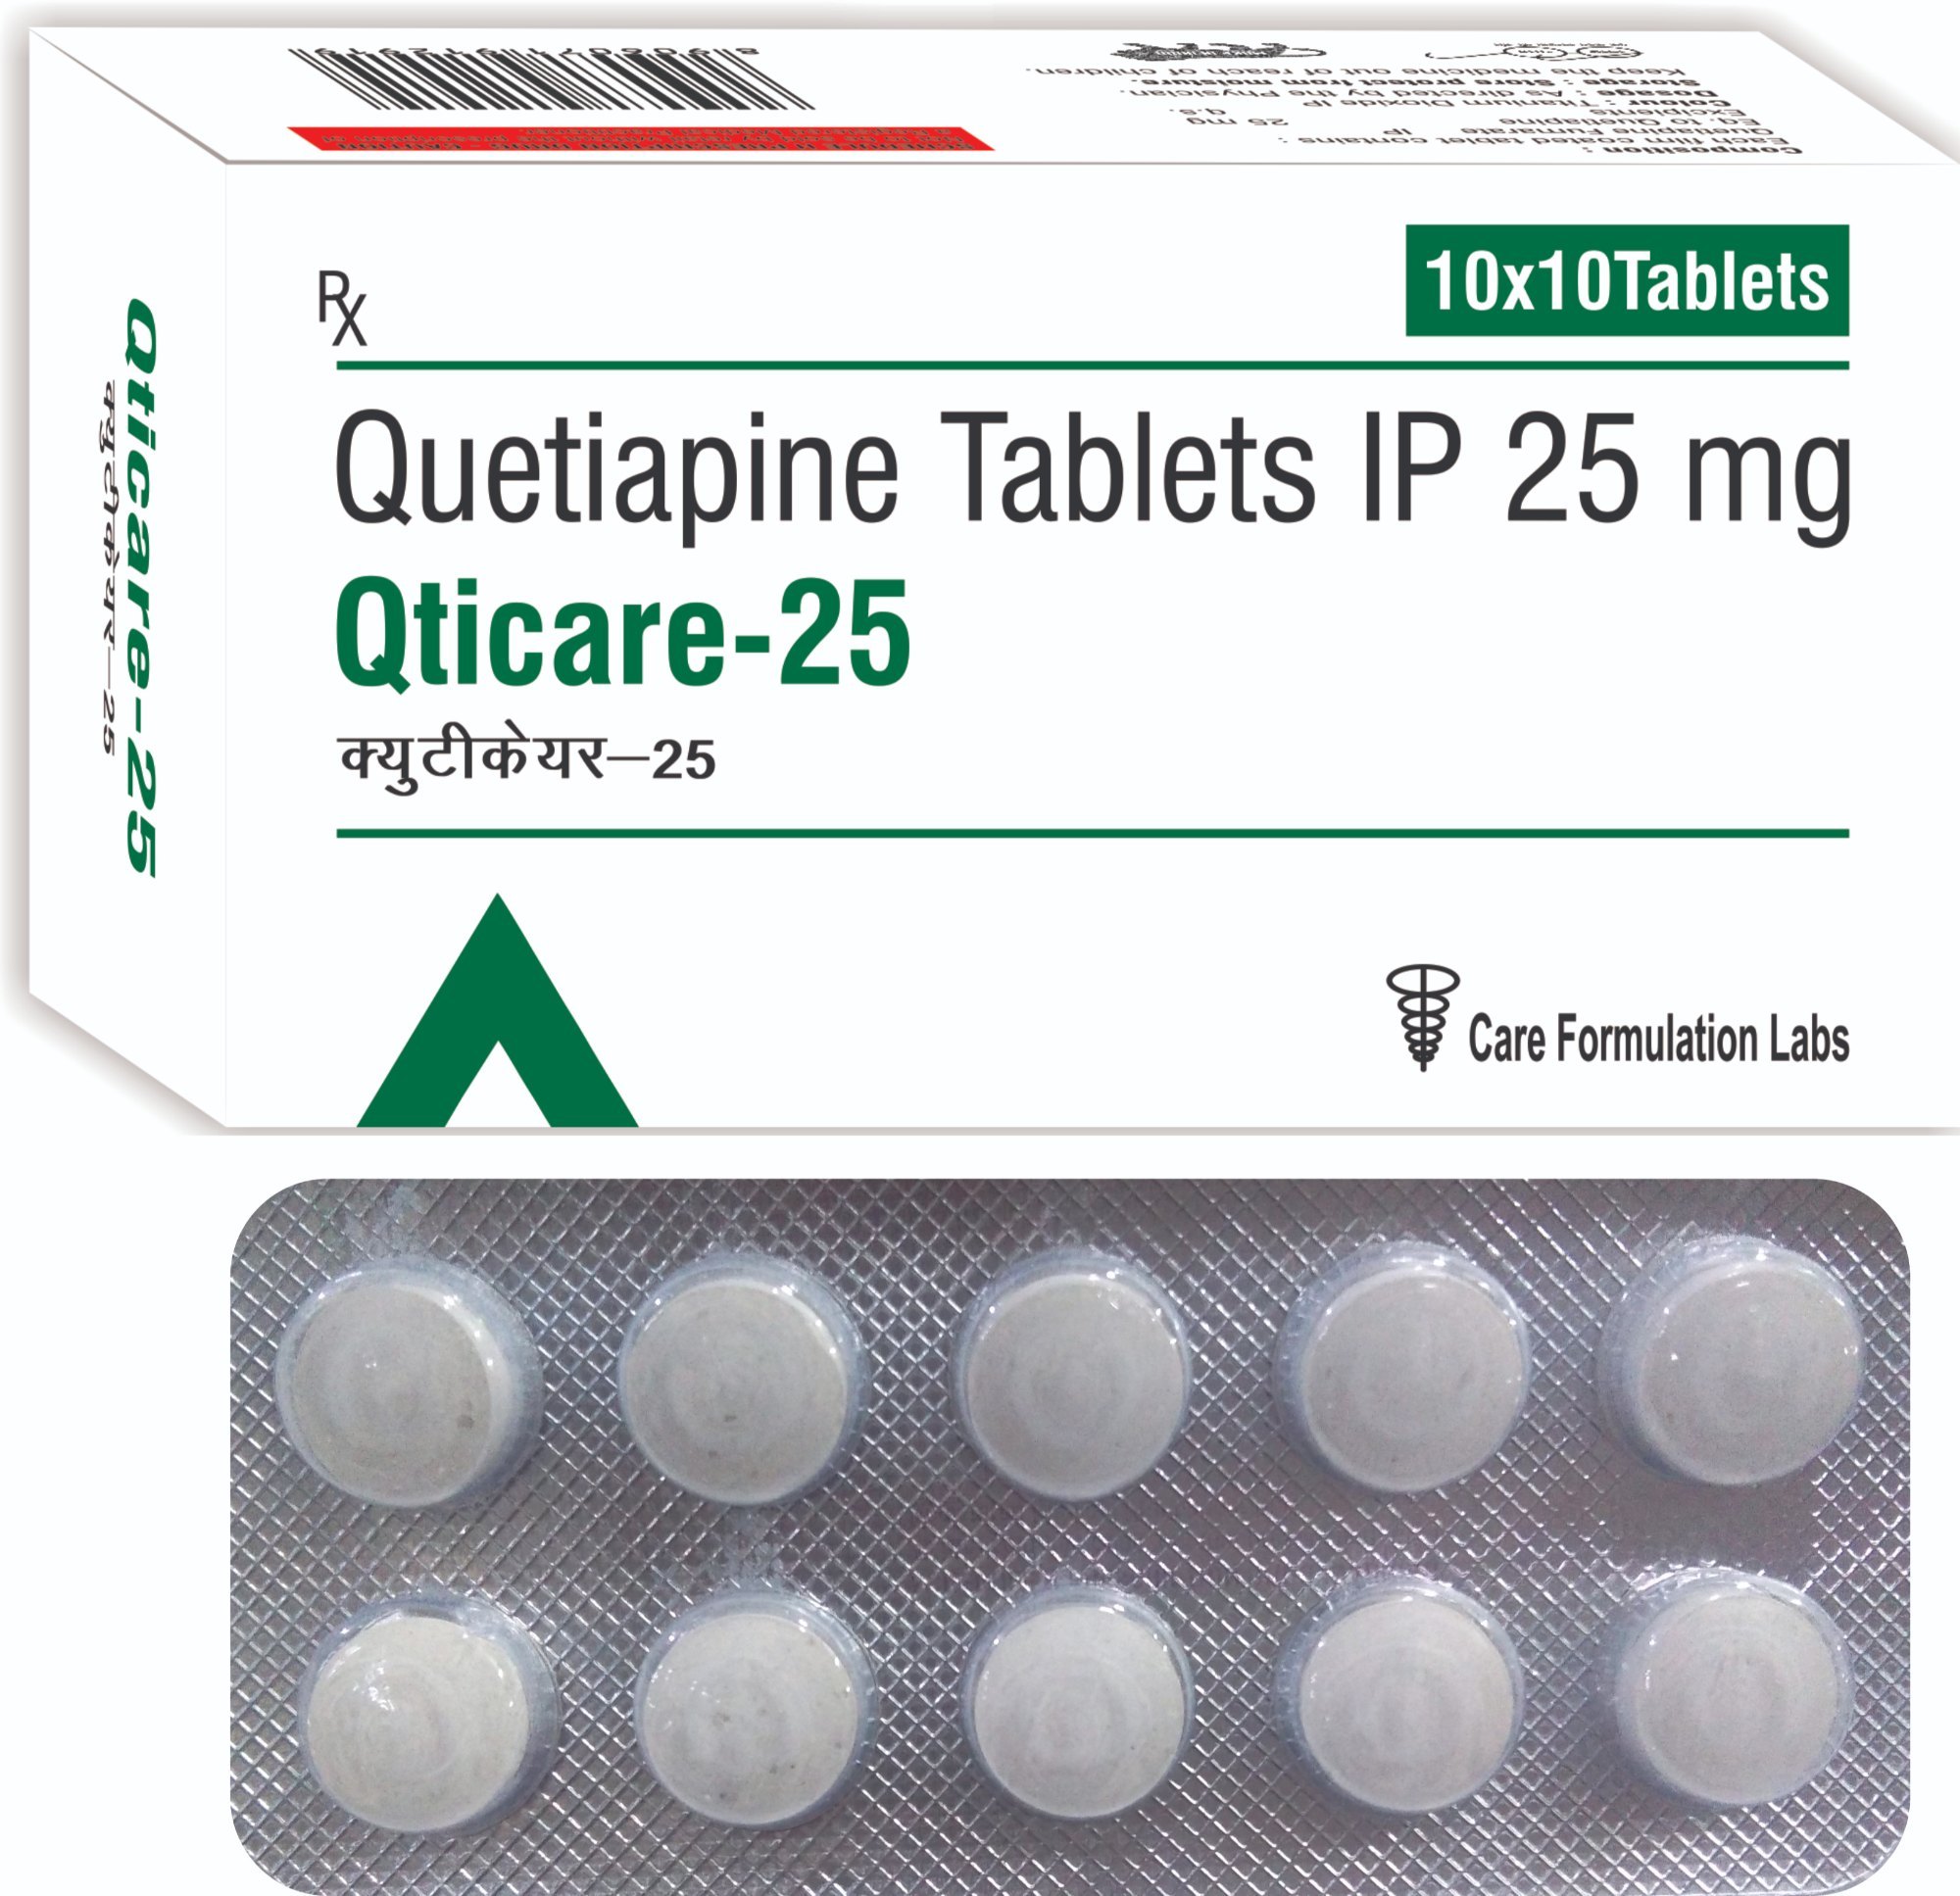 8906047912919
Composition :
Each film coated tablet contains :
Quetiapine Fumarate IP
Eq. to Quetiapine 25 mg
Excipients q.s.
Colour : Titanium Dioxide IP
Dosage : As directed by the Physician.
Storage : Store protect from moisture.
Keep the medicine out of reach of children.
Rx
10x10Tablets
Quetiapine Tablets IP 25 mg
Qticare-25
क्युटीकेयर–25
Care Formulation Labs
Qticare-25
क्युटीकेयर–25